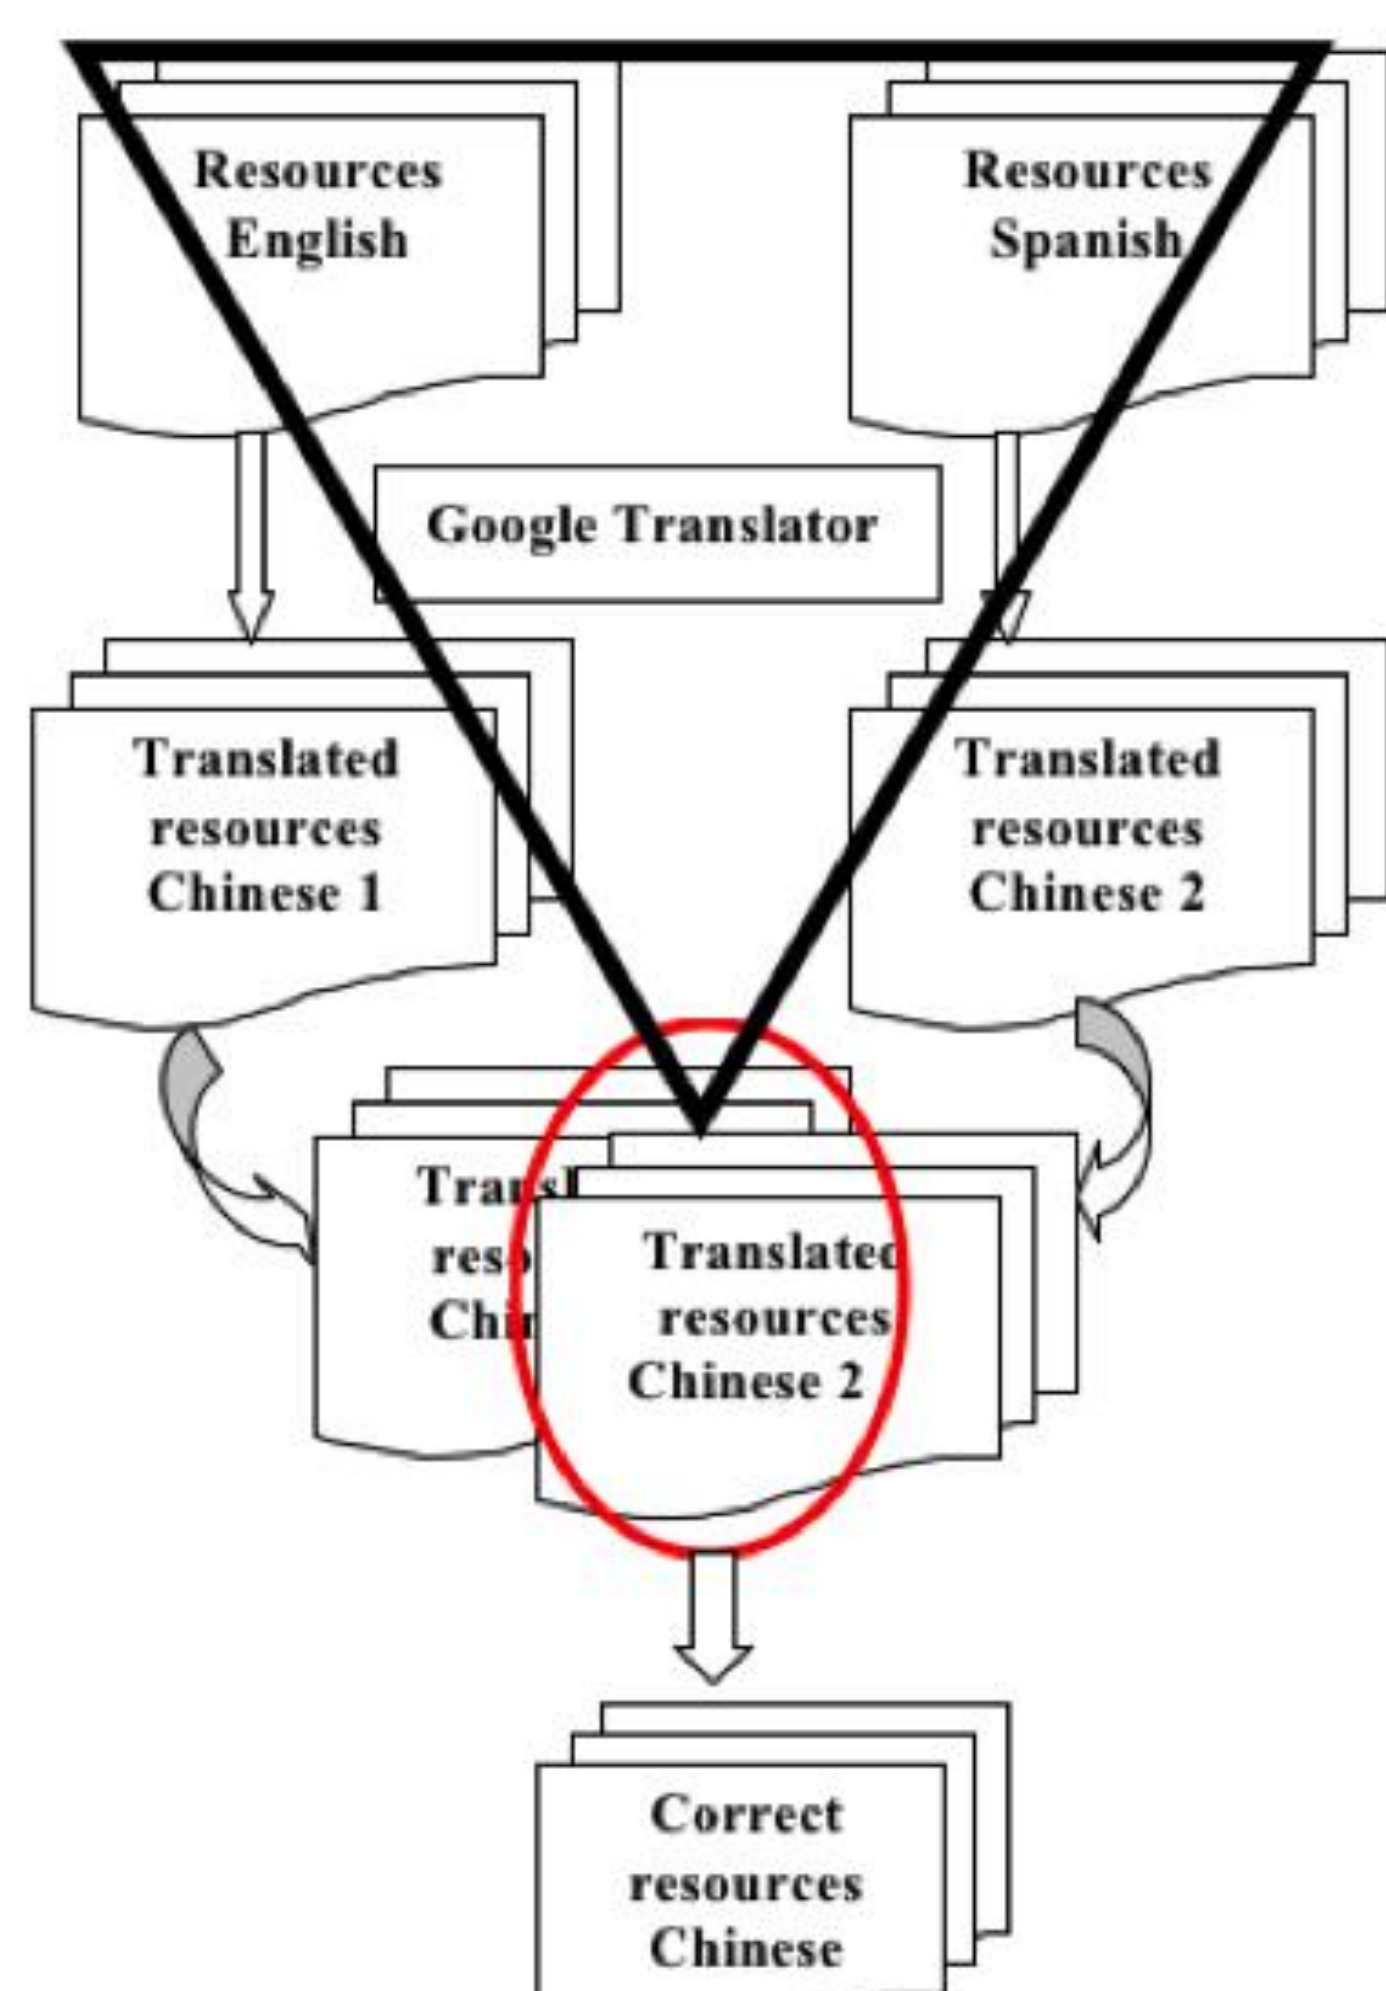 Resources
English
Resources
Spanish
Google Translator
Translated
resources
Chinese 1
Translated
resources
Chinese 2
Translated
resources
Chinese 2
Correct
resources
Chinese